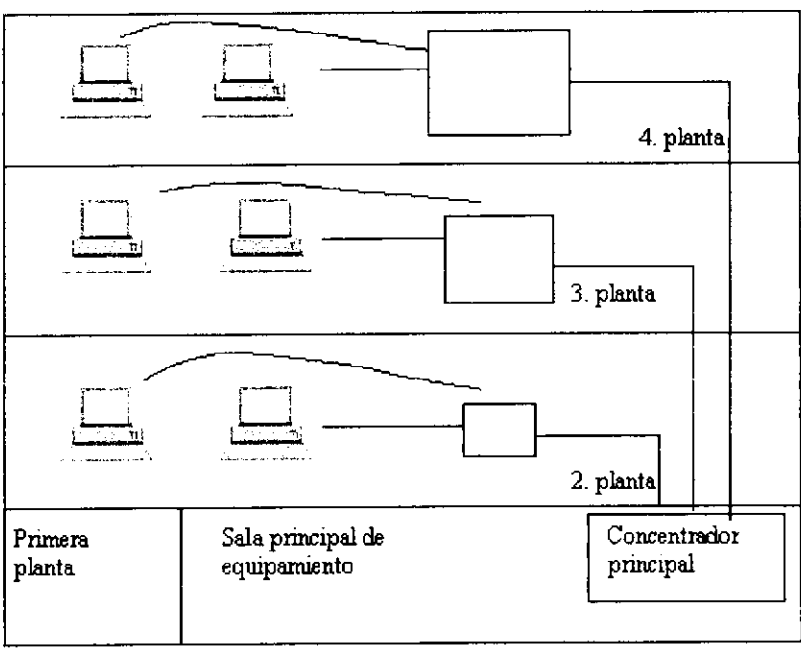 4. planta
3. planta
2. planta
Primera
planta
Sala principal de
equipamiento
Concentrador
principal